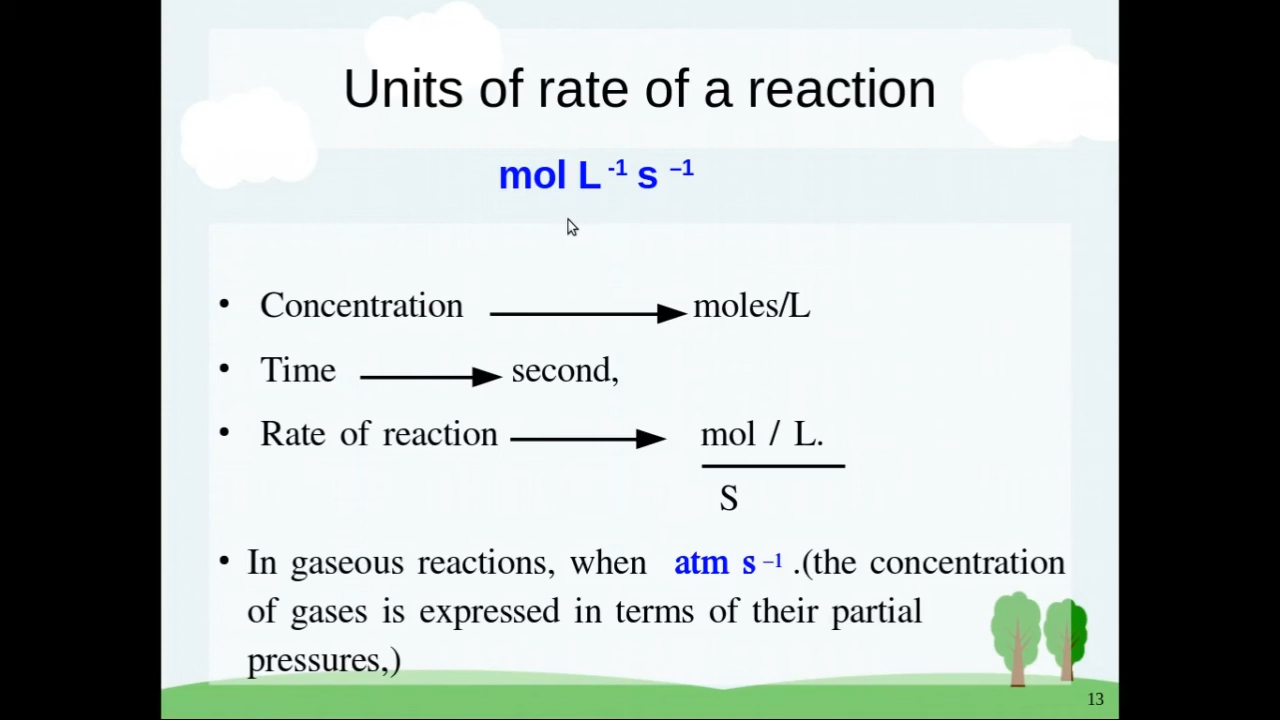 Units of rate of a reaction
mol L -1 s –1
• Concentration moles/L
• Time second,
• Rate of reaction mol / L.
S
• In gaseous reactions, when atm s –1 .(the concentration
of gases is expressed in terms of their partial
pressures,)
13